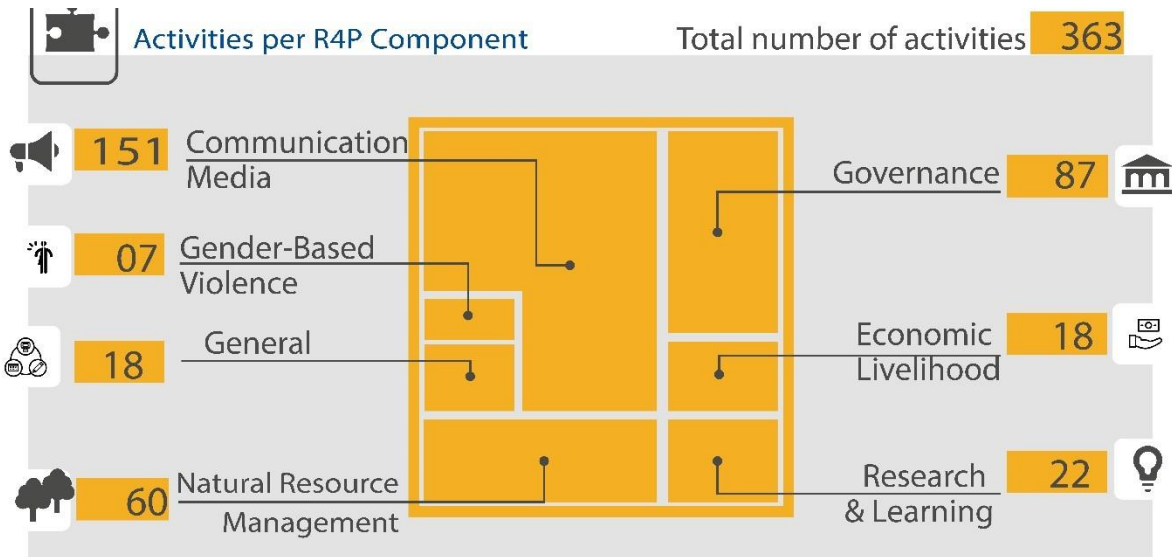 Activities per R4P Component
Total number of activities 363
151 Communication
Media
07 Gender-Based
Violence
18 General
60 Natural Resource
Management
Governance 87
Economic 18
Livelihood
Research 22
& Learning